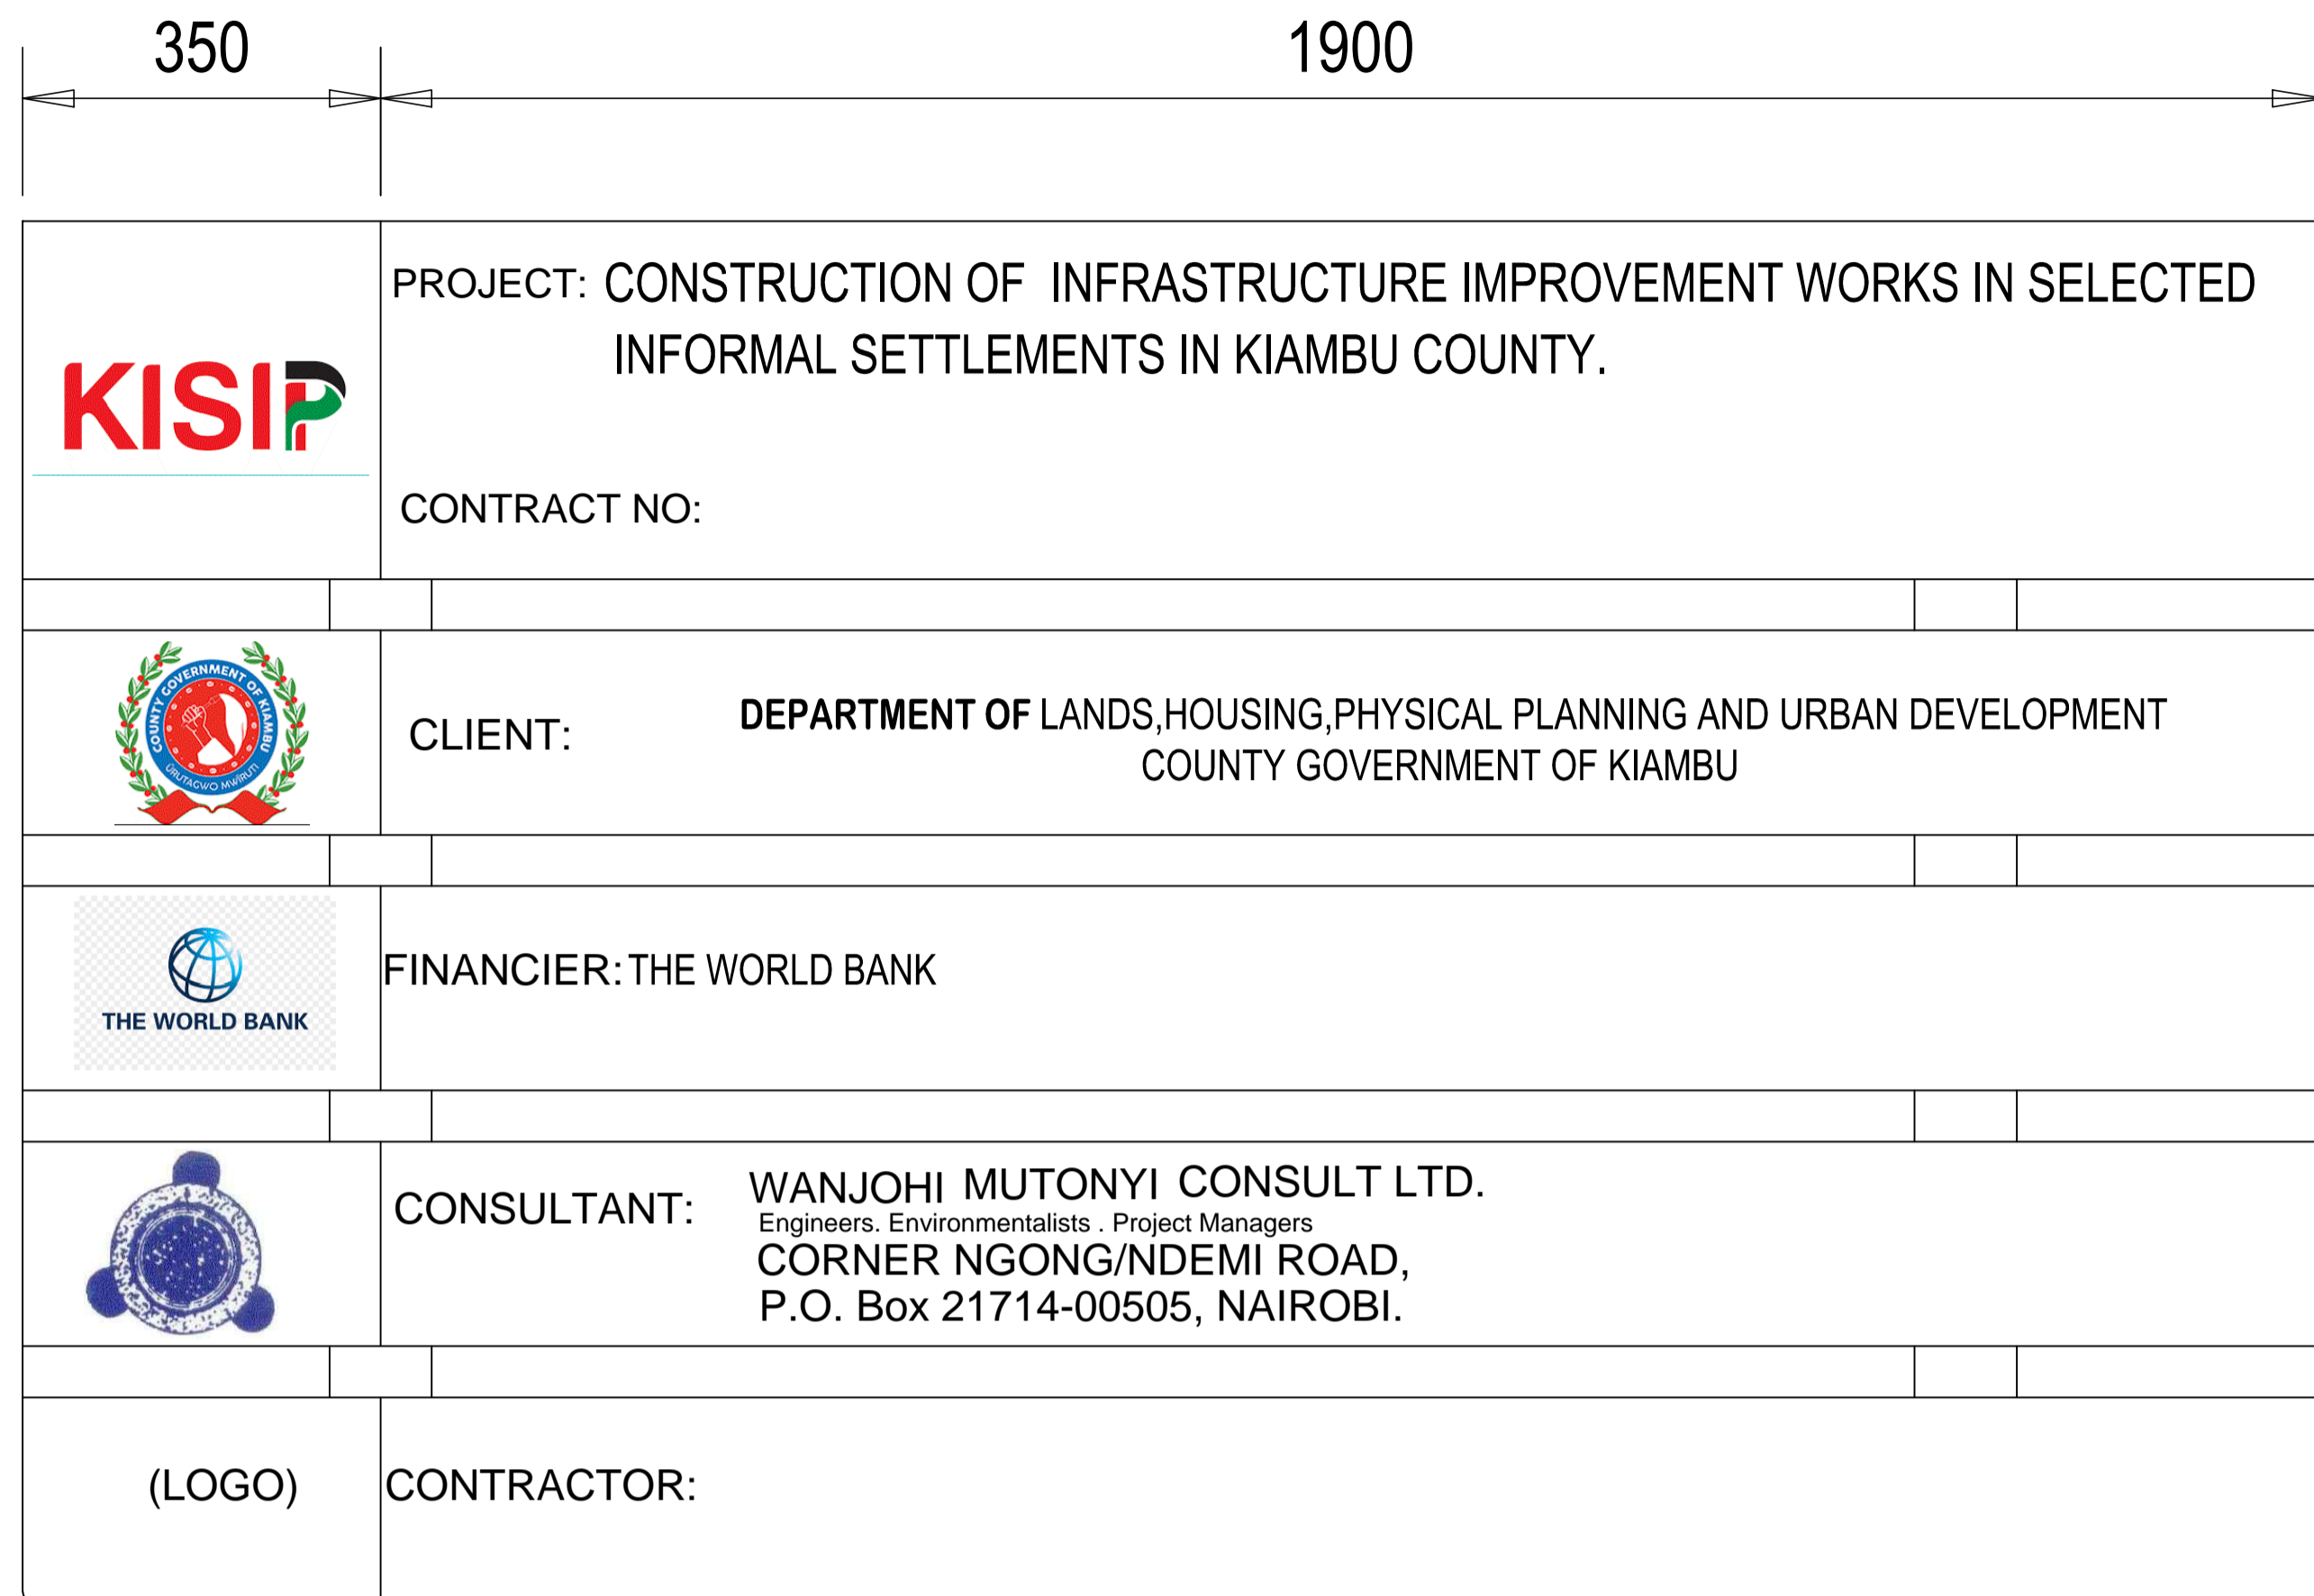 350 1900
PROJECT: CONSTRUCTION OF INFRASTRUCTURE IMPROVEMENT WORKS IN SELECTED
INFORMAL SETTLEMENTS IN KIAMBU COUNTY.
KISIP
CONTRACT NO:
COUNTY GOVERNMENT OF KIAMBU
ŨRUTAGWO MWĨRUTI
CLIENT: DEPARTMENT OF LANDS,HOUSING,PHYSICAL PLANNING AND URBAN DEVELOPMENT
COUNTY GOVERNMENT OF KIAMBU
THE WORLD BANK
FINANCIER: THE WORLD BANK
CONSULTANT: WANJOHI MUTONYI CONSULT LTD.
Engineers. Environmentalists . Project Managers
CORNER NGONG/NDEMI ROAD,
P.O. Box 21714-00505, NAIROBI.
(LOGO) CONTRACTOR: